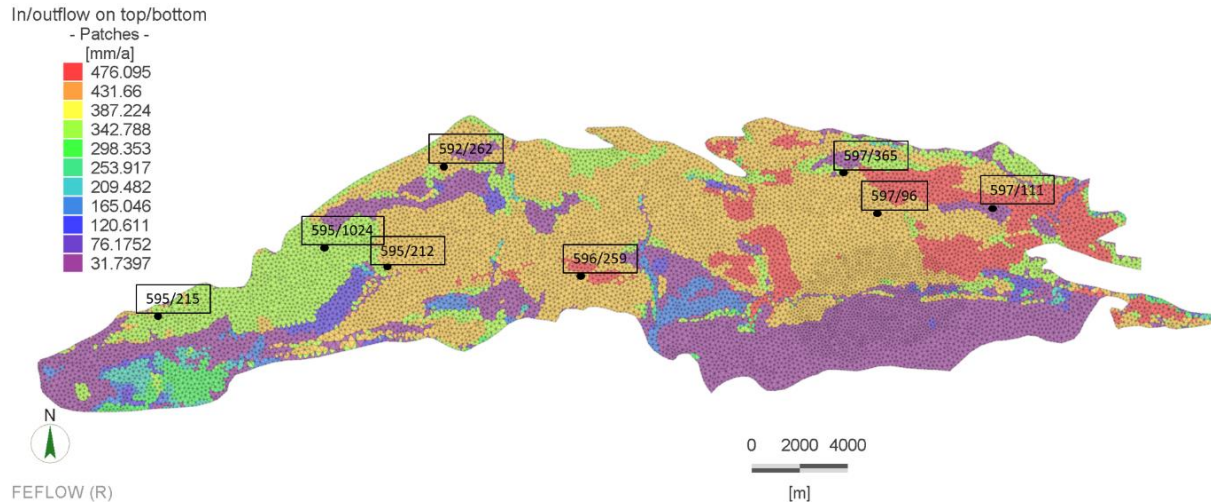 In/outflow on top/bottom
- Patches -
[mm/a]
476.095
431.66
387.224
342.788
298.353
253.917
209.482
165.046
120.611
76.1752
31.7397
592/262
597/365
597/96
597/111
595/1024
595/212
596/259
595/215
N
0 2000 4000
[m]
FEFLOW (R)